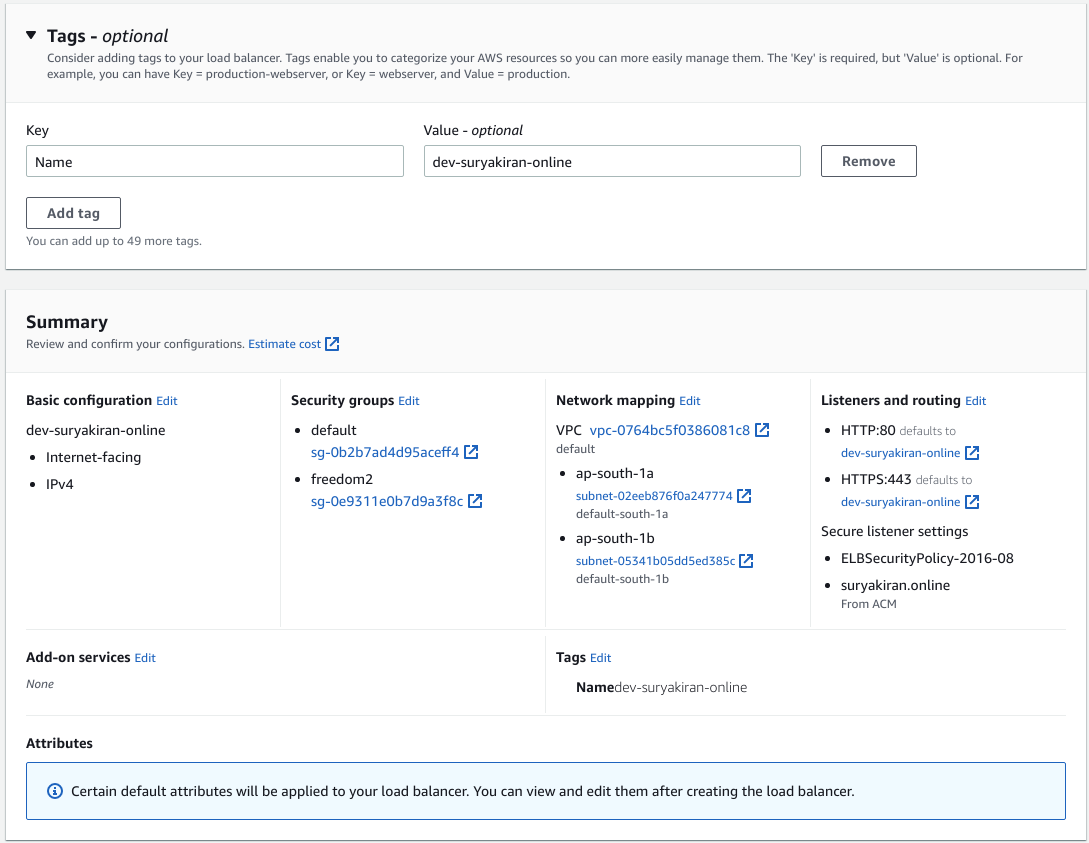 Tags - optional
Consider adding tags to your load balancer. Tags enable you to categorize your AWS resources so you can more easily manage them. The 'Key' is required, but 'Value' is optional. For
example, you can have Key = production-webserver, or Key = webserver, and Value = production.
Key
Value - optional
Name
dev-suryakiran-online
Remove
Add tag
You can add up to 49 more tags.
Summary
Review and confirm your configurations. Estimate cost
Basic configuration Edit
dev-suryakiran-online
Internet-facing
IPv4
Security groups Edit
default
sg-0b2b7ad4d95aceff4
freedom2
sg-0e9311e0b7d9a3f8c
Network mapping Edit
VPC vpc-0764bc5f0386081c8
default
ap-south-1a
subnet-02eeb876f0a247774
default-south-1a
ap-south-1b
subnet-05341b05dd5ed385c
default-south-1b
Listeners and routing Edit
HTTP:80 defaults to
dev-suryakiran-online
HTTPS:443 defaults to
dev-suryakiran-online
Secure listener settings
ELBSecurityPolicy-2016-08
suryakiran.online
From ACM
Add-on services Edit
None
Tags Edit
Namedev-suryakiran-online
Attributes
Certain default attributes will be applied to your load balancer. You can view and edit them after creating the load balancer.